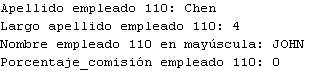 Apellido empleado 110: Chen
Largo apellido empleado 110: 4
Nombre empleado 110 en mayúscula: JOHN
Porcentaje_comisión empleado 110: 0